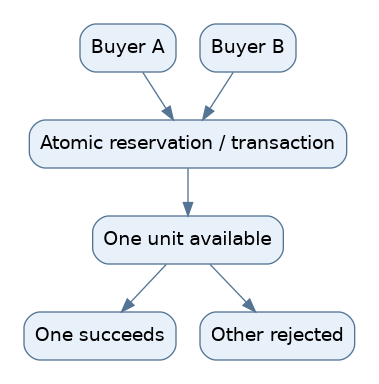 Buyer A
Buyer B
Atomic reservation / transaction
One unit available
One succeeds
Other rejected